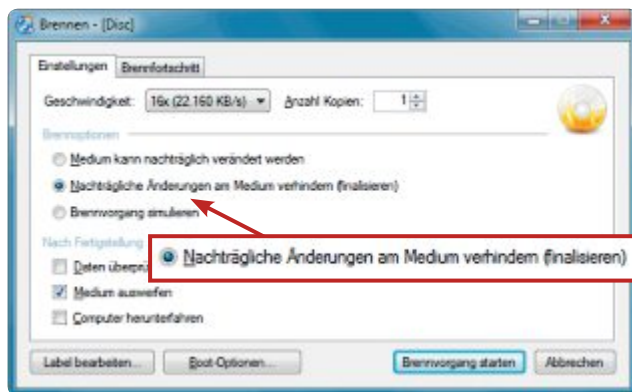 Brennen - [Disc]
Einstellungen Brennfortschritt
Geschwindigkeit: 16x (22.160 KB/s) Anzahl Kopien: 1
Brennoptionen
Medium kann nachträglich verändert werden
Nachträgliche Änderungen am Medium verhindern (finalisieren)
Brennvorgang simulieren
Nach Fertigstellung
Nachträgliche Änderungen am Medium verhindern (finalisieren)
Daten überprü
Medium auswerfen
Computer herunterfahren
Label bearbeiten... Boot-Optionen... Brennvorgang starten Abbrechen